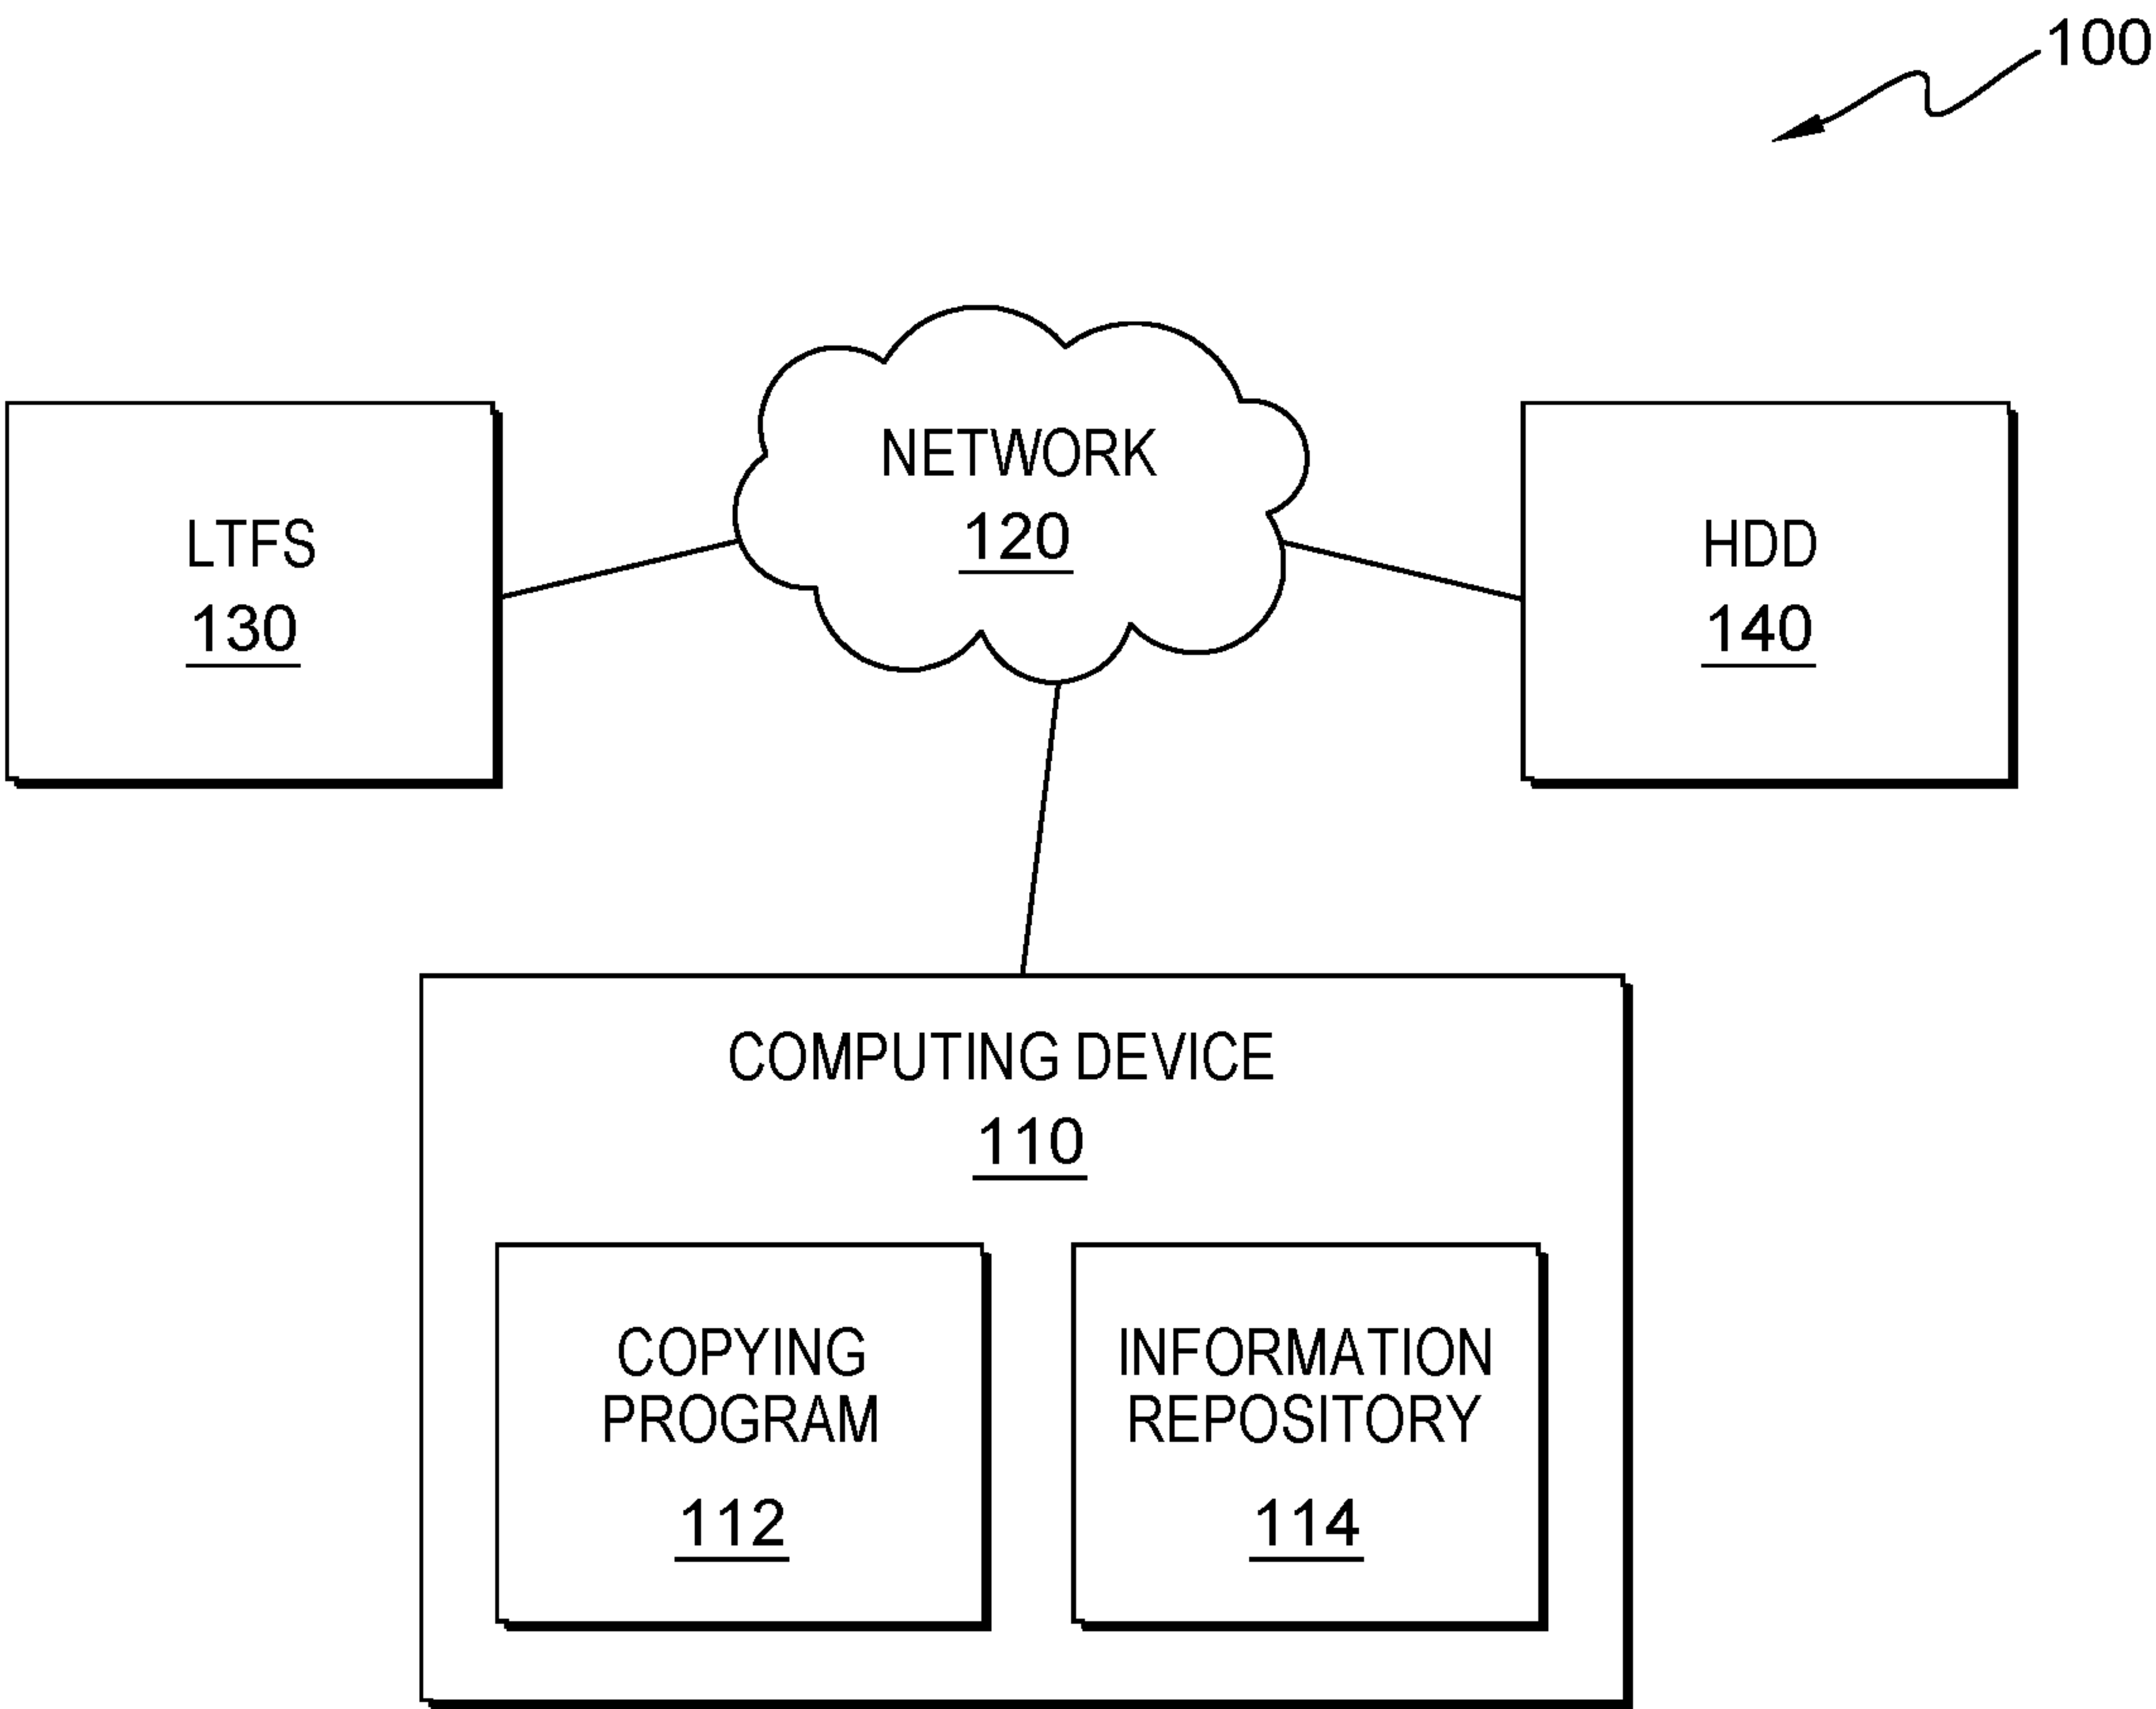 100
NETWORK
120
LTFS
130
HDD
140
COMPUTING DEVICE
110
COPYING
PROGRAM
112
INFORMATION
REPOSITORY
114